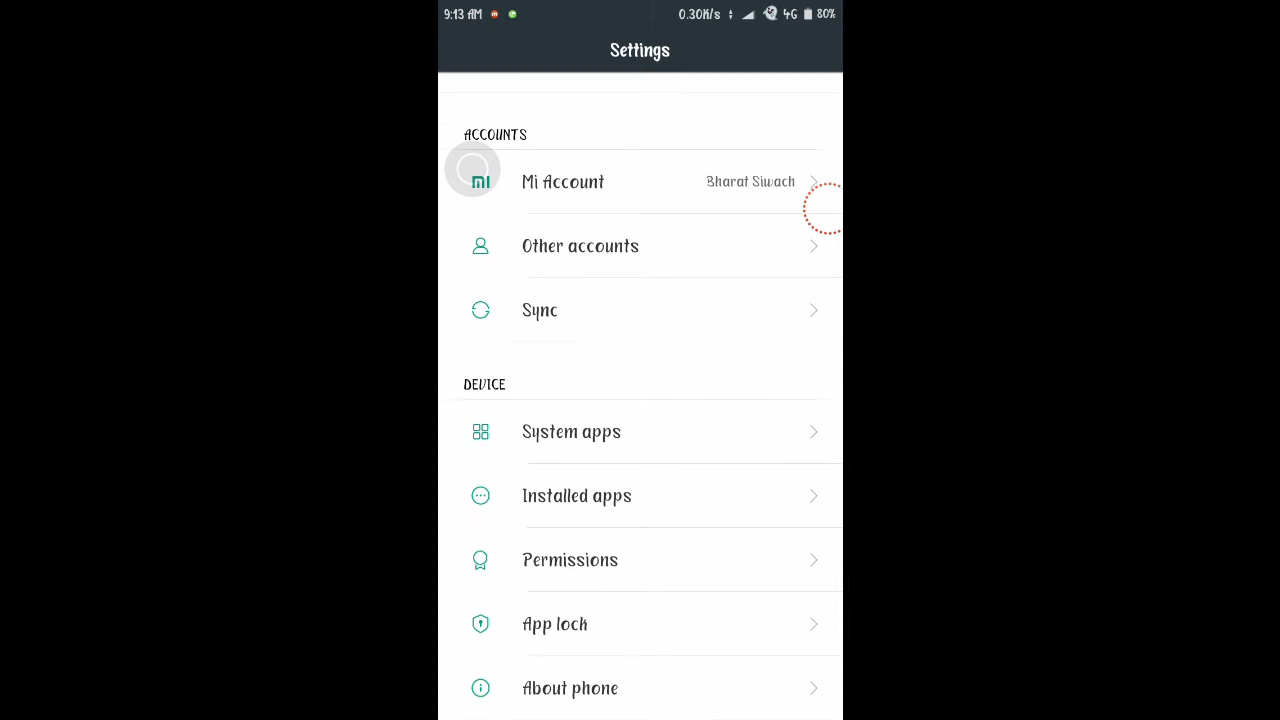 9:13 AM 0.30K/s 4G 80%
Settings
ACCOUNTS
Mi Account Bharat Siwach
Other accounts
Sync
DEVICE
System apps
Installed apps
Permissions
App lock
About phone